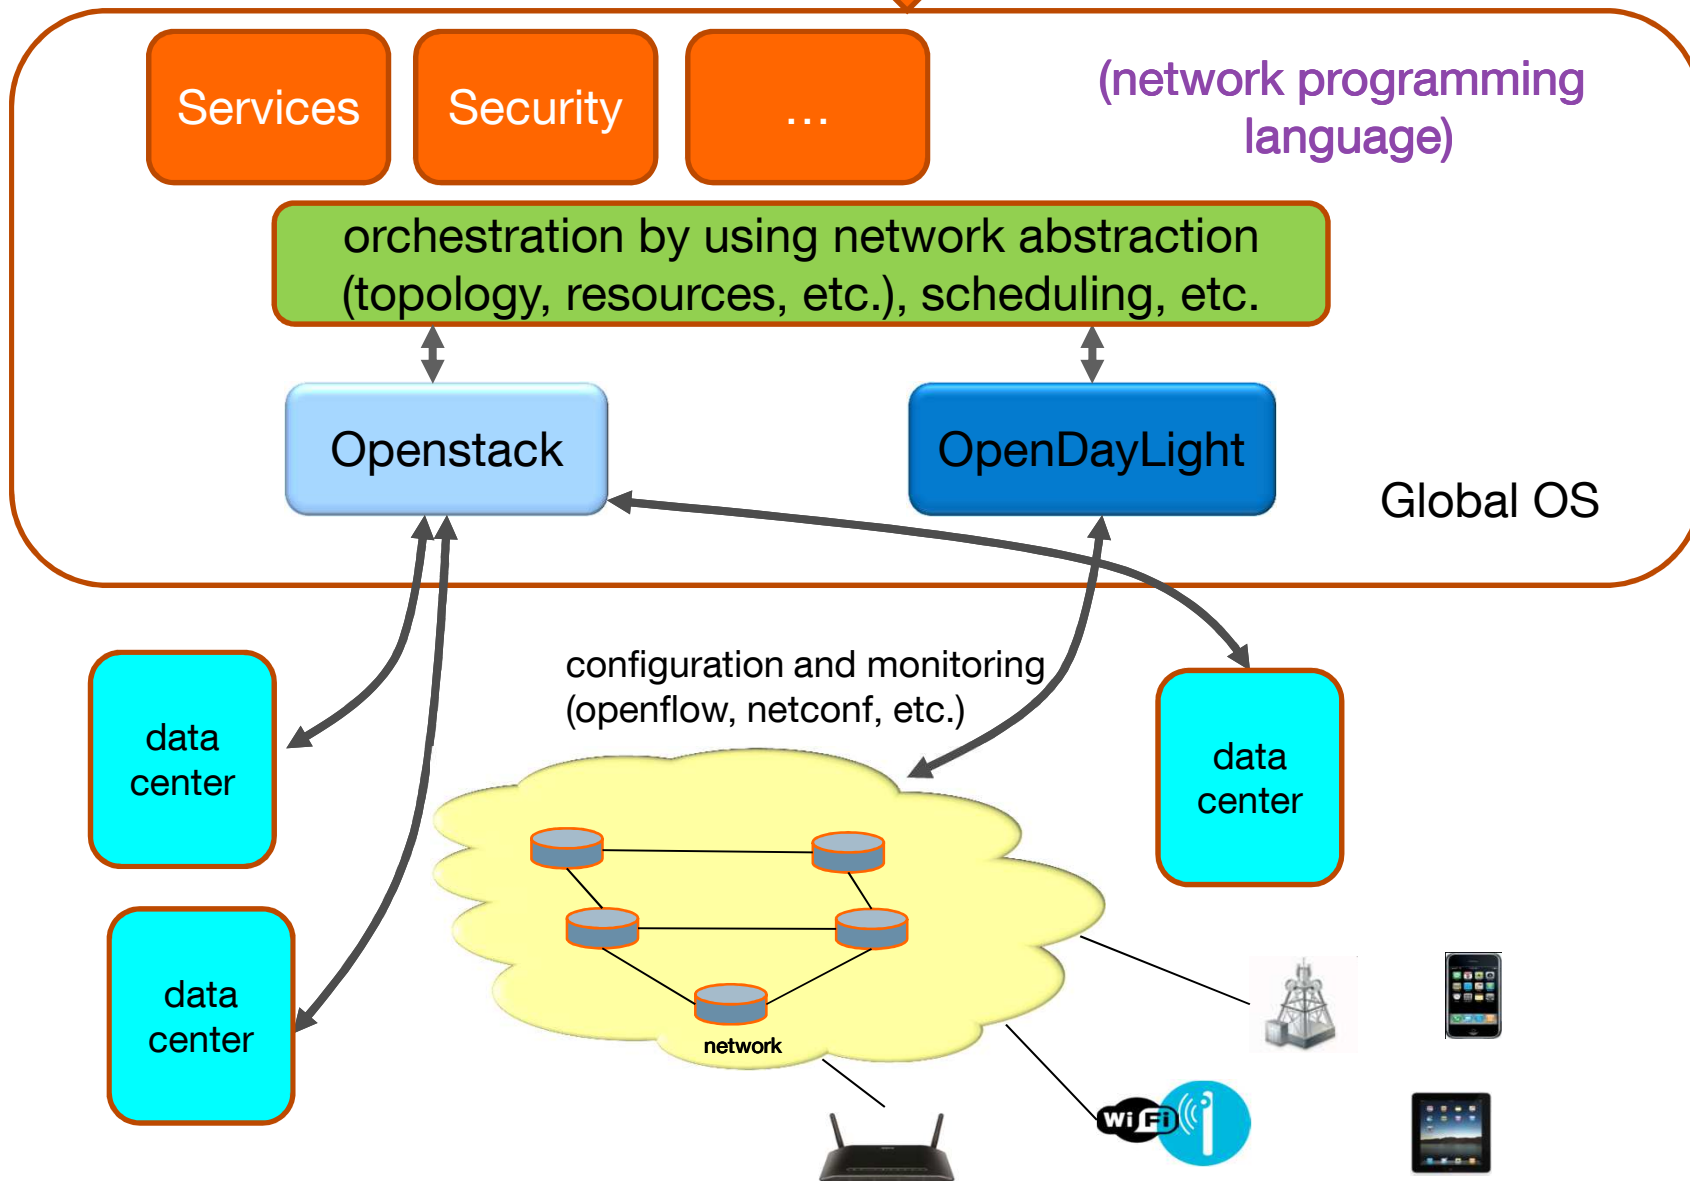 Services
Security
...
(network programming
language)
orchestration by using network abstraction
(topology, resources, etc.), scheduling, etc.
Openstack
OpenDayLight
Global OS
configuration and monitoring
(openflow, netconf, etc.)
data
center
data
center
data
center
network
WiFi